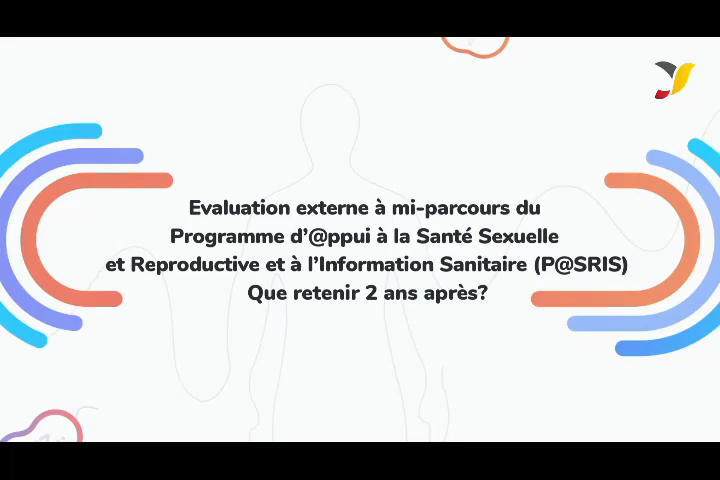 Evaluation externe à mi-parcours du
Programme d’@ppui à la Santé Sexuelle
et Reproductive et à l’Information Sanitaire (P@SRIS)
Que retenir 2 ans après?